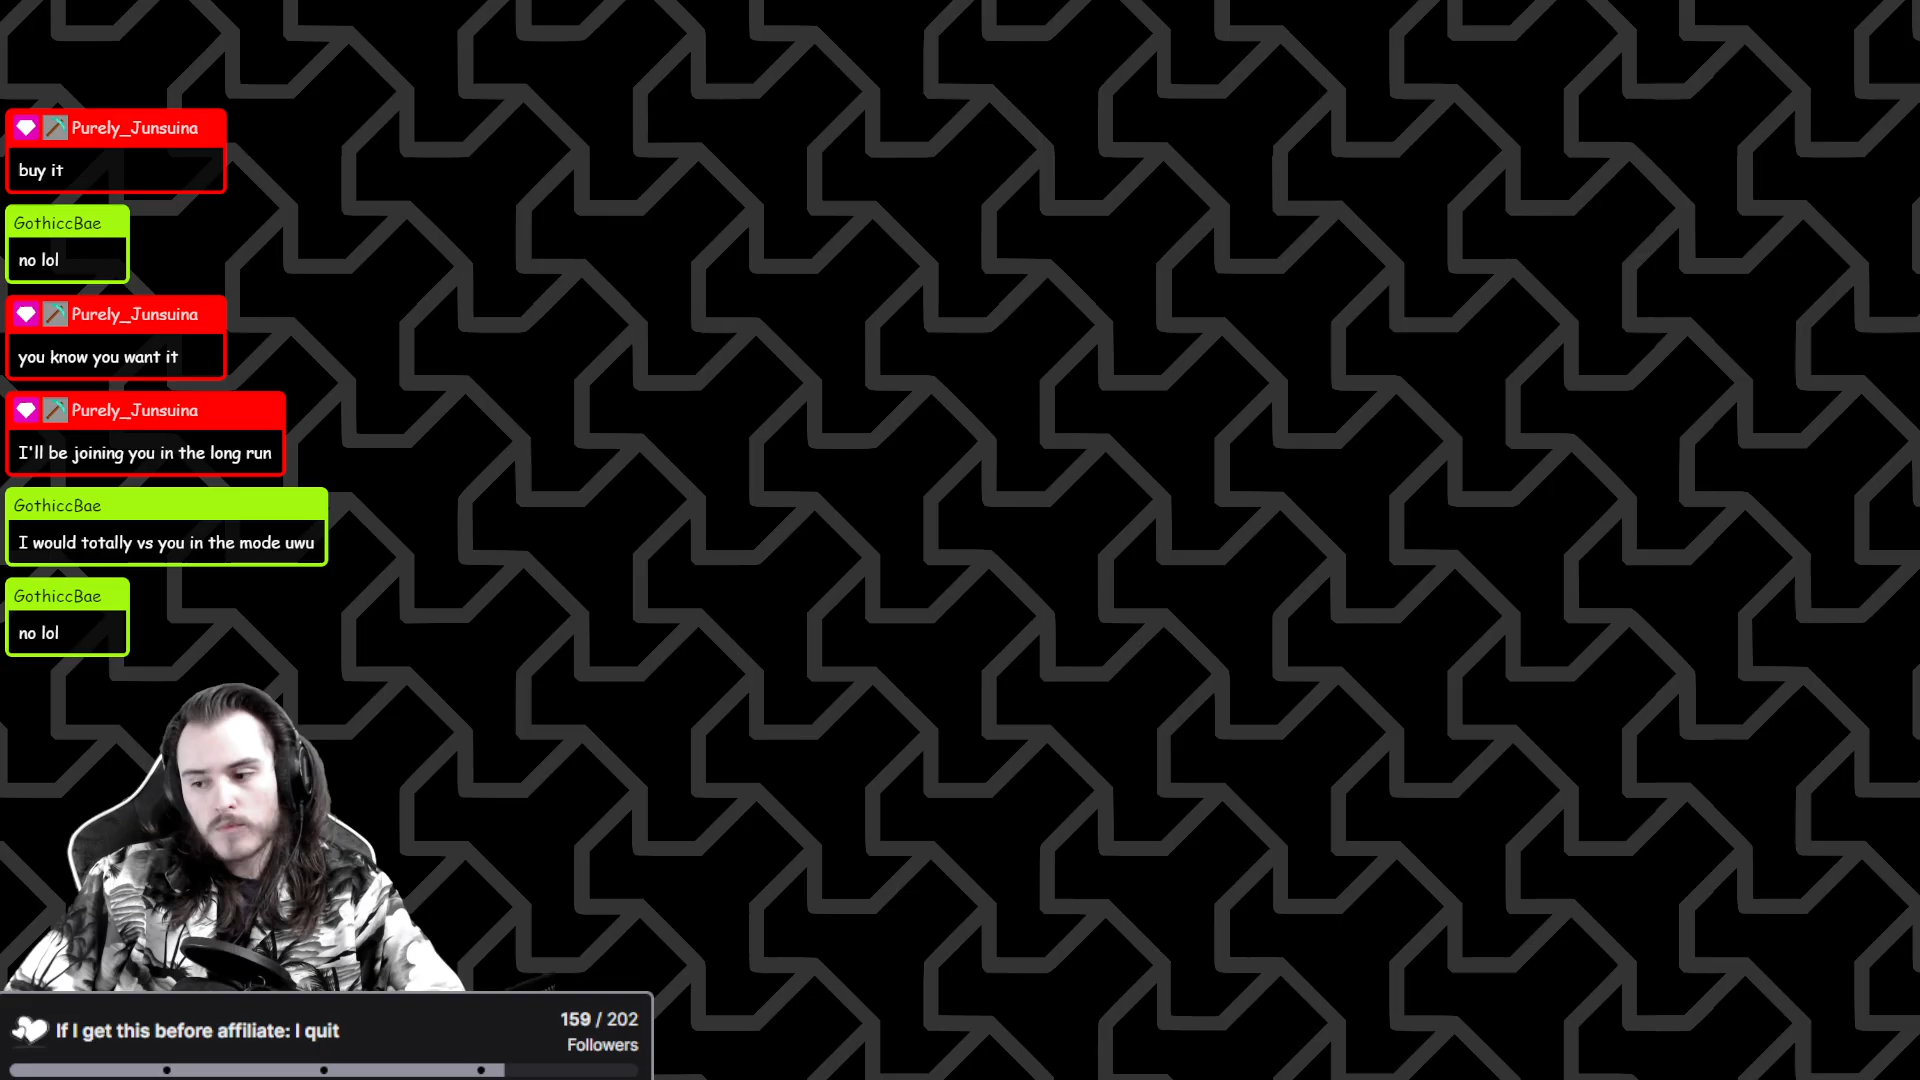 Purely_Junsuina
buy it
GothiccBae
no lol
Purely_Junsuina
you know you want it
Purely_Junsuina
I'll be joining you in the long run
GothiccBae
I would totally vs you in the mode uwu
GothiccBae
no lol
If I get this before affiliate: I quit
159 / 202
Followers